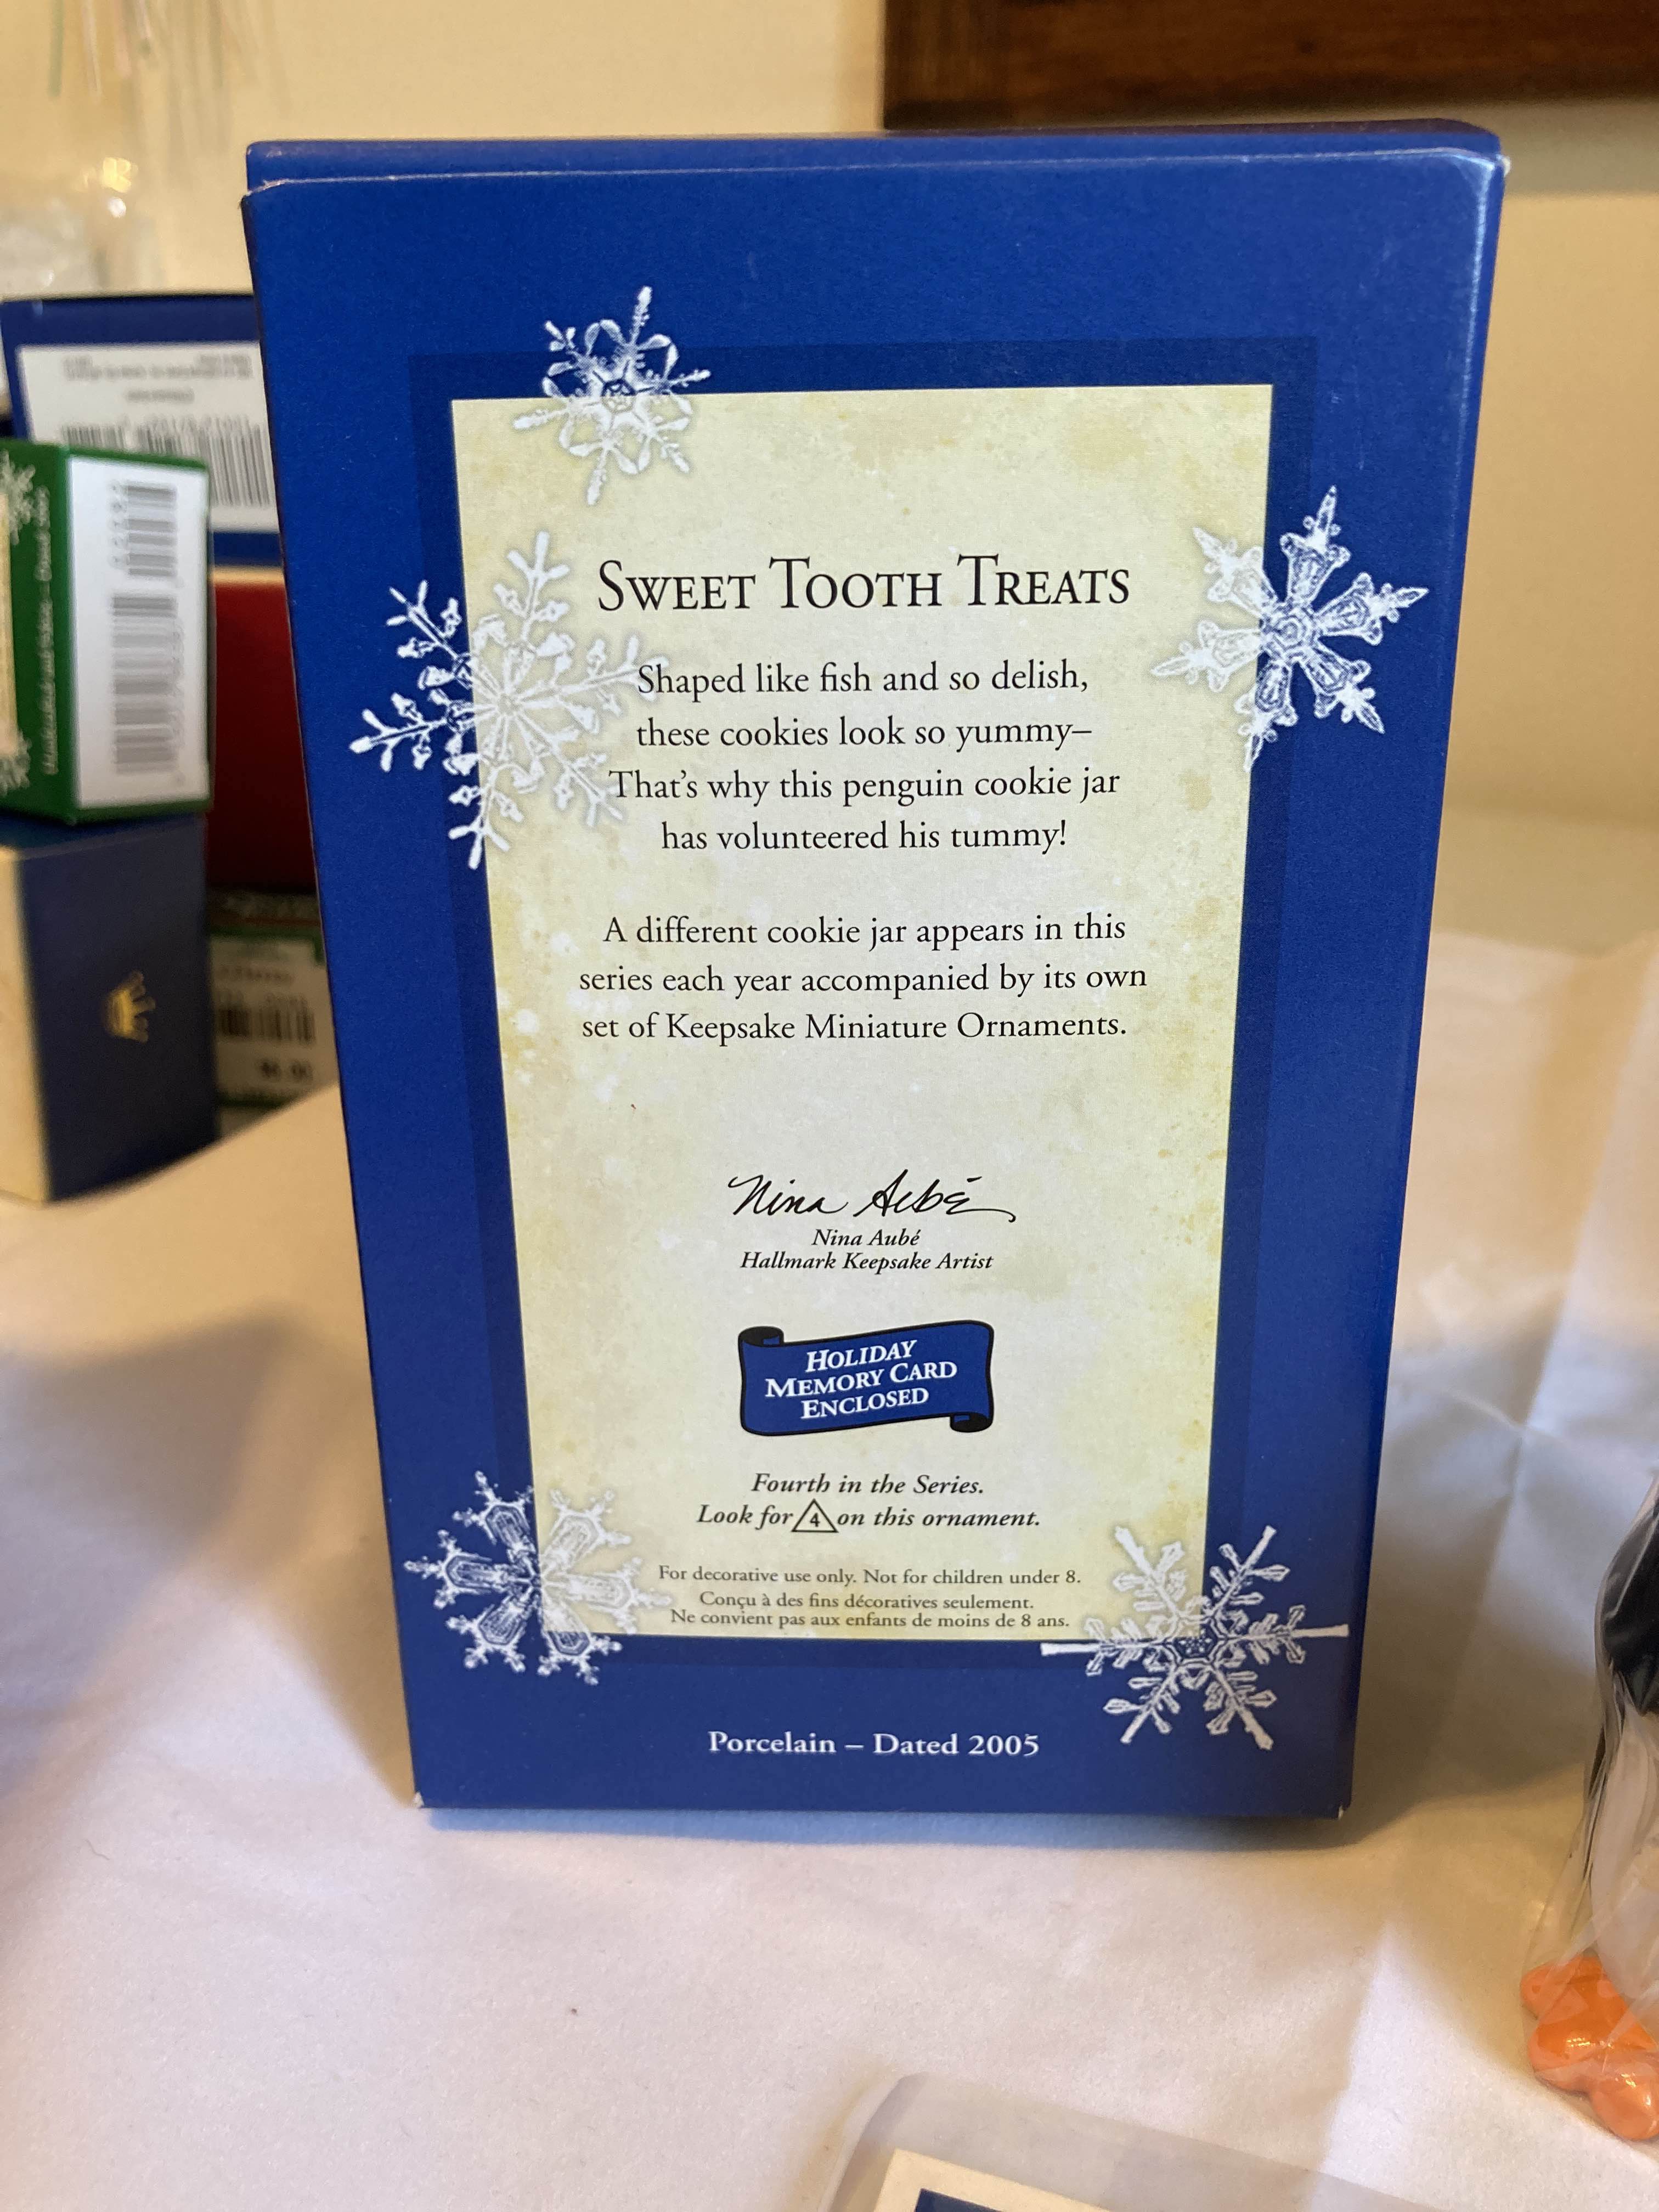 SWEET TOOTH TREATS
Shaped like fish and so delish,
these cookies look so yummy–
That's why this penguin cookie jar
has volunteered his tummy!
A different cookie jar appears in this
series each year accompanied by its own
set of Keepsake Miniature Ornaments.
Nina Aubé
Nina Aubé
Hallmark Keepsake Artist
HOLIDAY
MEMORY CARD
ENCLOSED
Fourth in the Series.
Look for 4 on this ornament.
For decorative use only. Not for children under 8.
Conçu à des fins décoratives seulement.
Ne convient pas aux enfants de moins de 8 ans.
Porcelain – Dated 2005